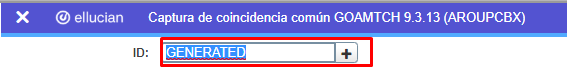 ellucian Captura de coincidencia común GOAMTCH 9.3.13 (AROUPCBX)
ID: GENERATED